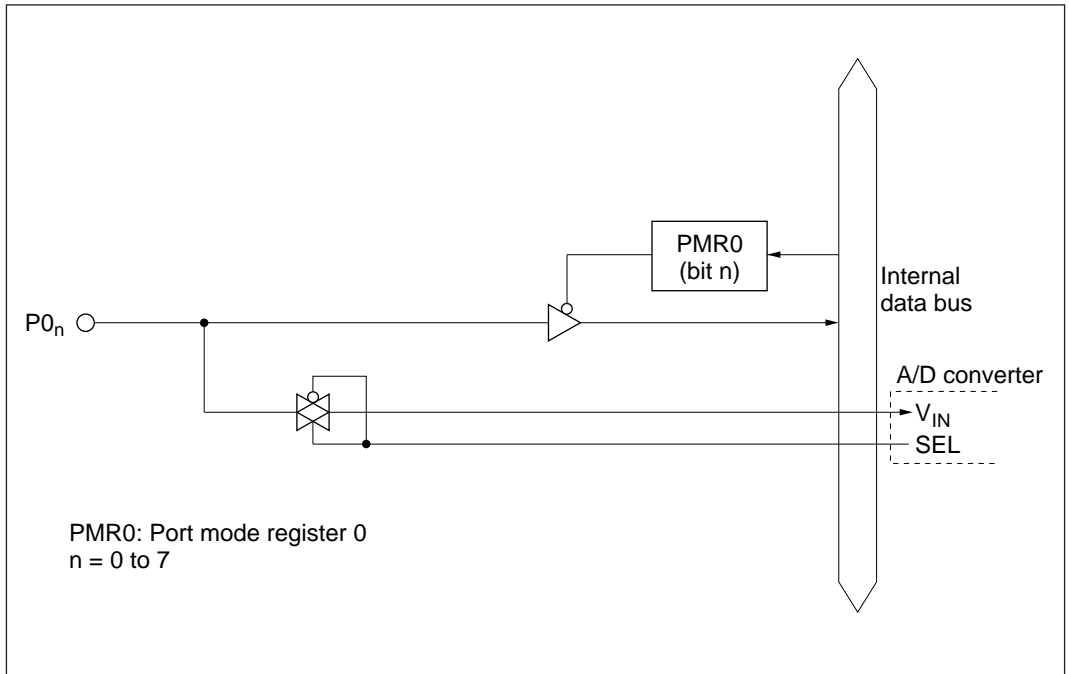 PMR0
(bit n)
Internal
data bus
P0n
A/D converter
VIN
SEL
PMR0: Port mode register 0
n = 0 to 7